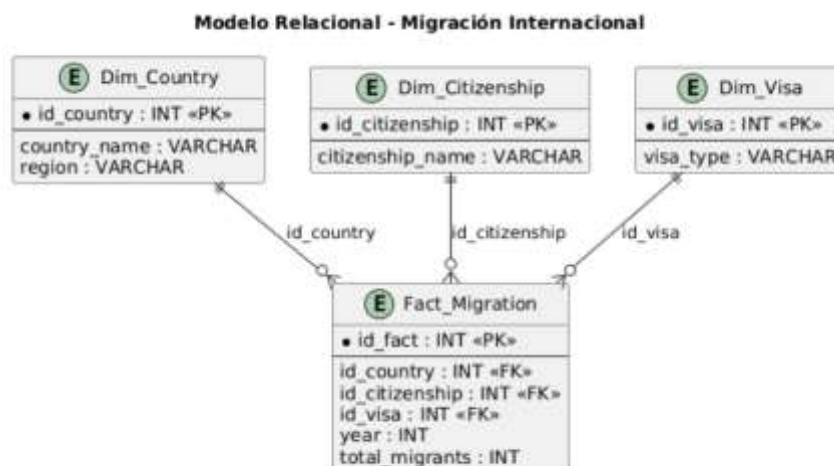 Modelo Relacional - Migración Internacional
E Dim_Country
id_country : INT «PK»
country_name : VARCHAR
region : VARCHAR
E Dim_Citizenship
id_citizenship : INT «PK»
citizenship_name : VARCHAR
E Dim_Visa
id_visa : INT «PK»
visa_type : VARCHAR
id_country
id_citizenship
id_visa
E Fact_Migration
id_fact : INT «PK»
id_country : INT «FK»
id_citizenship : INT «FK»
id_visa : INT «FK»
year : INT
total_migrants : INT